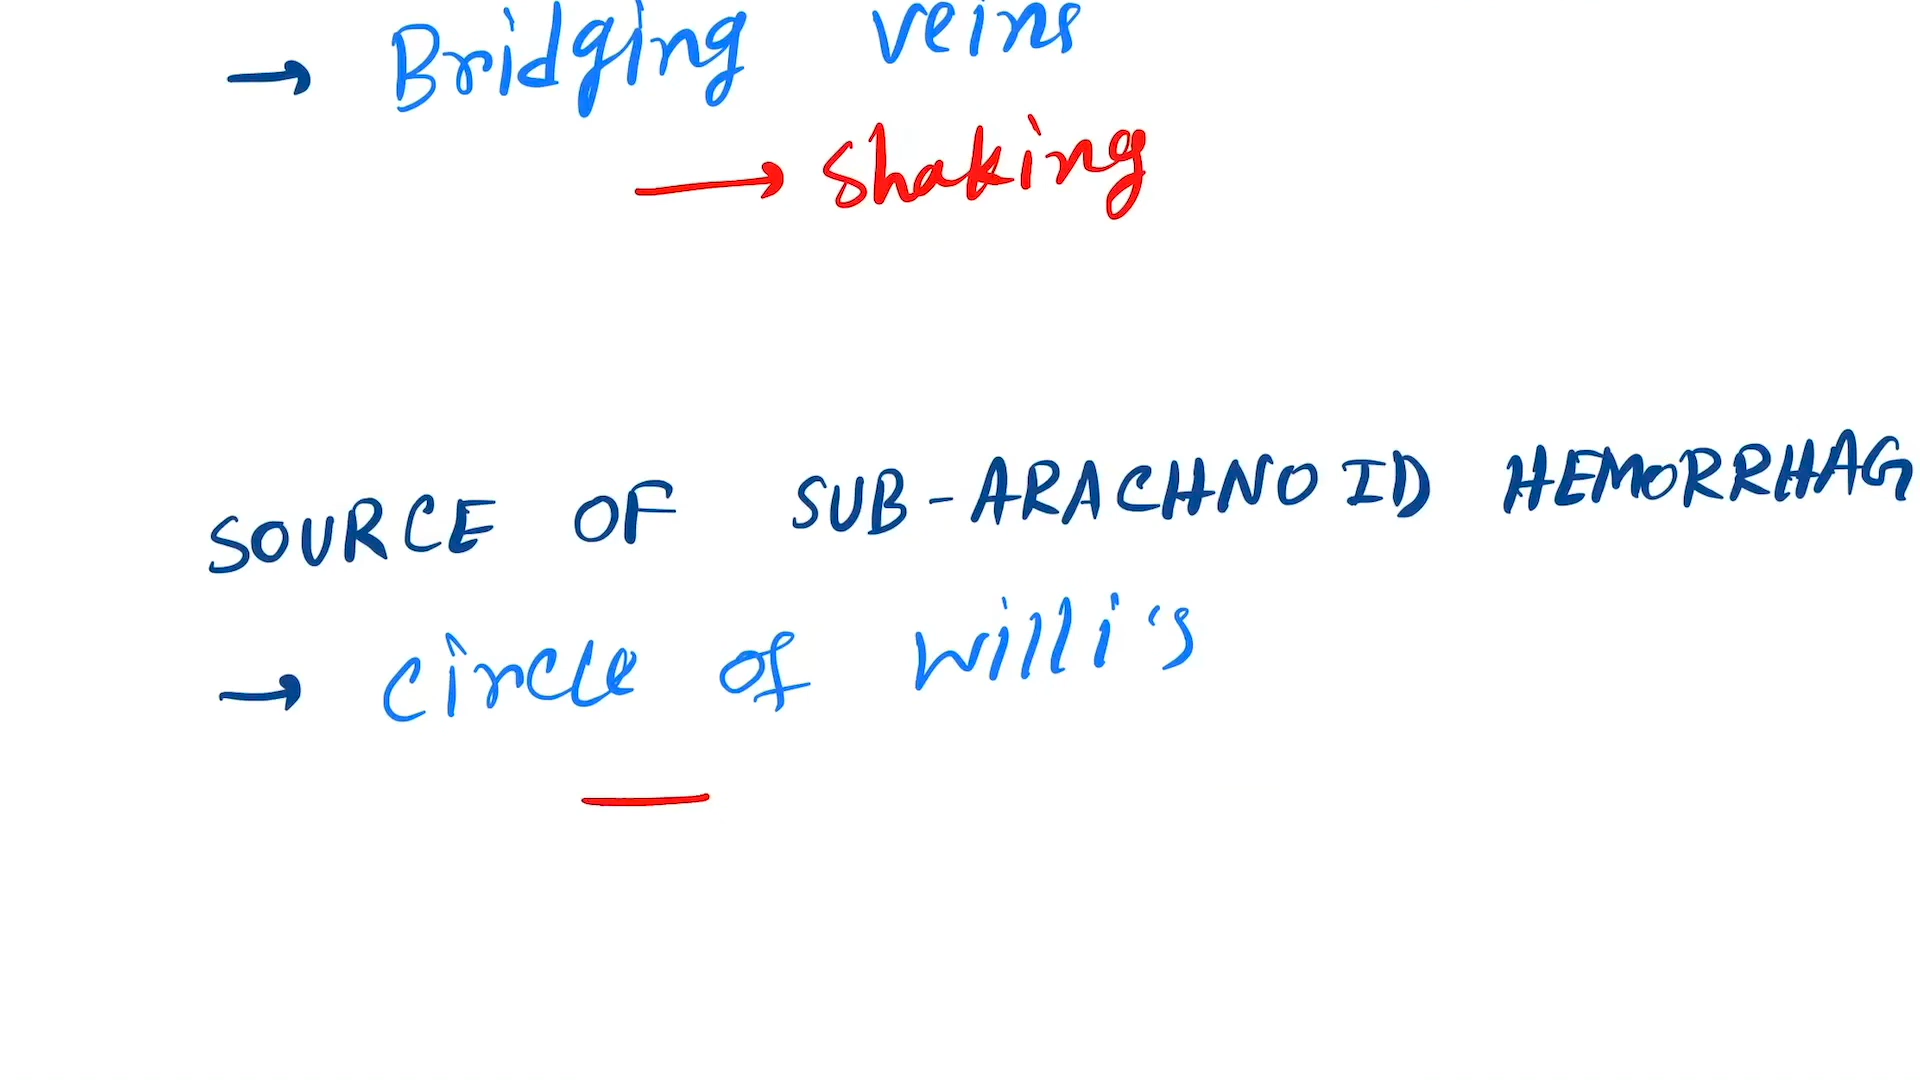 → Bridging veins
→ Shaking
SOURCE OF SUB-ARACHNOID HEMORRHAG
→ circle of willi's